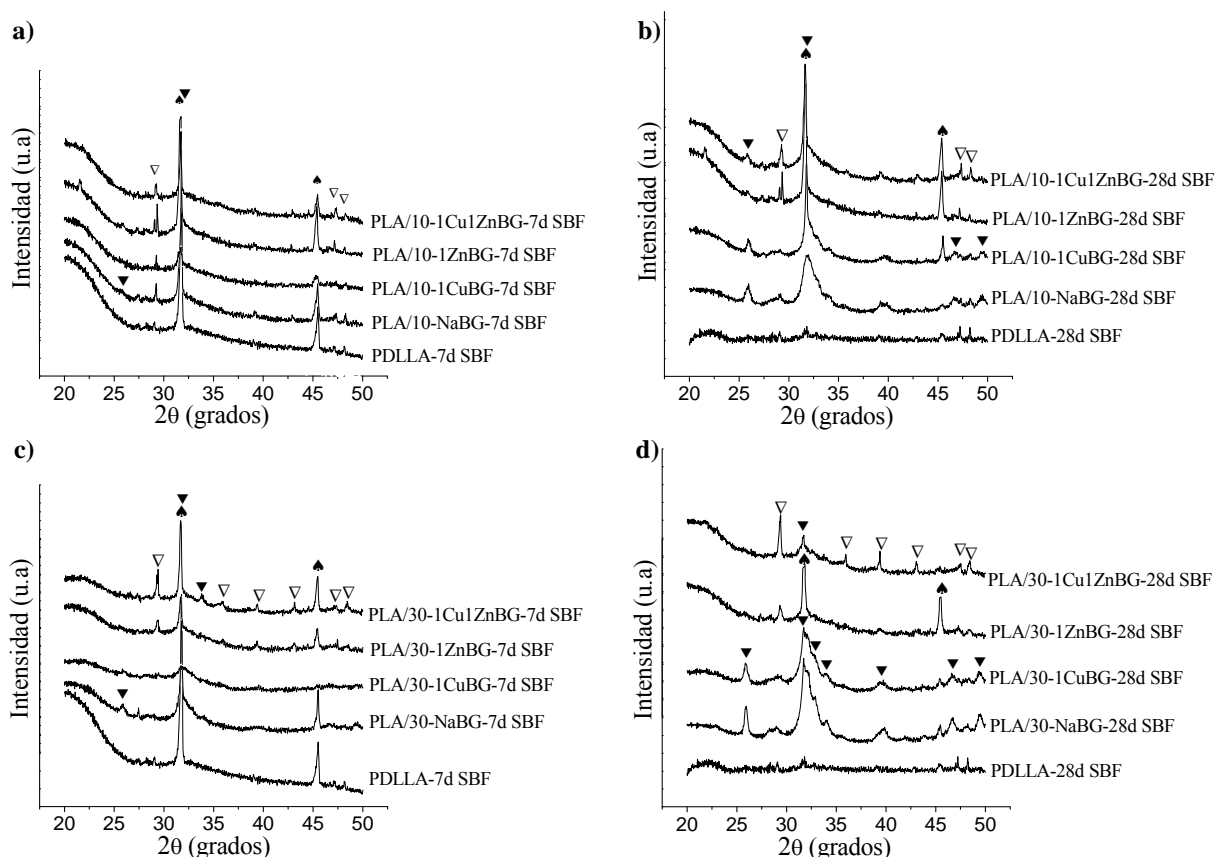 a)
Intensidad (u.a)
PLA/10-1Cu1ZnBG-7d SBF
PLA/10-1ZnBG-7d SBF
PLA/10-1CuBG-7d SBF
PLA/10-NaBG-7d SBF
PDLLA-7d SBF
20 25 30 35 40 45 50
2θ (grados)
b)
Intensidad (u.a)
PLA/10-1Cu1ZnBG-28d SBF
PLA/10-1ZnBG-28d SBF
PLA/10-1CuBG-28d SBF
PLA/10-NaBG-28d SBF
PDLLA-28d SBF
20 25 30 35 40 45 50
2θ (grados)
c)
Intensidad (u.a)
PLA/30-1Cu1ZnBG-7d SBF
PLA/30-1ZnBG-7d SBF
PLA/30-1CuBG-7d SBF
PLA/30-NaBG-7d SBF
PDLLA-7d SBF
20 25 30 35 40 45 50
2θ (grados)
d)
Intensidad (u.a)
PLA/30-1Cu1ZnBG-28d SBF
PLA/30-1ZnBG-28d SBF
PLA/30-1CuBG-28d SBF
PLA/30-NaBG-28d SBF
PDLLA-28d SBF
20 25 30 35 40 45 50
2θ (grados)